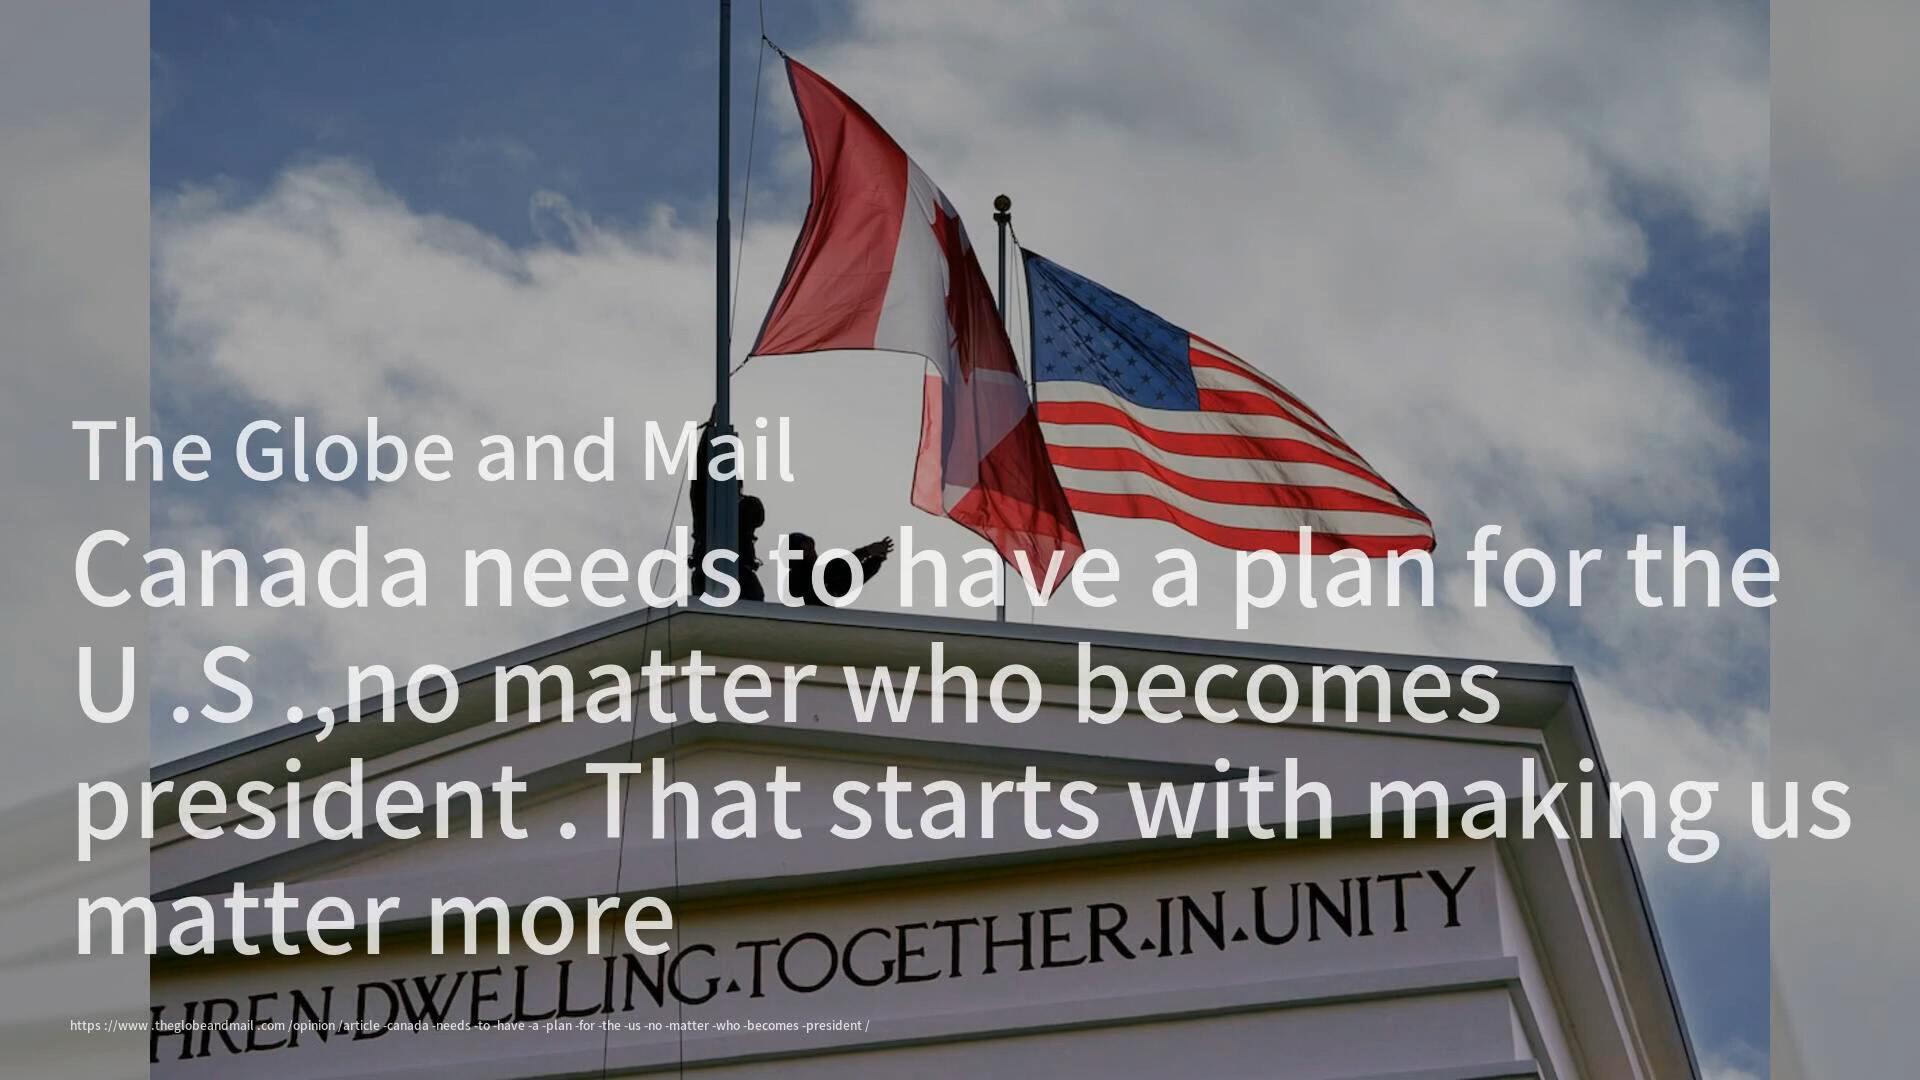 The Globe and Mail
Canada needs to have a plan for the
U .S .,no matter who becomes
president .That starts with making us
matter more
HREN.DWELLING.TOGETHER.IN.UNITY
https ://www .theglobeandmail .com /opinion /article -canada -needs -to -have -a -plan -for -the -us -no -matter -who -becomes -president /